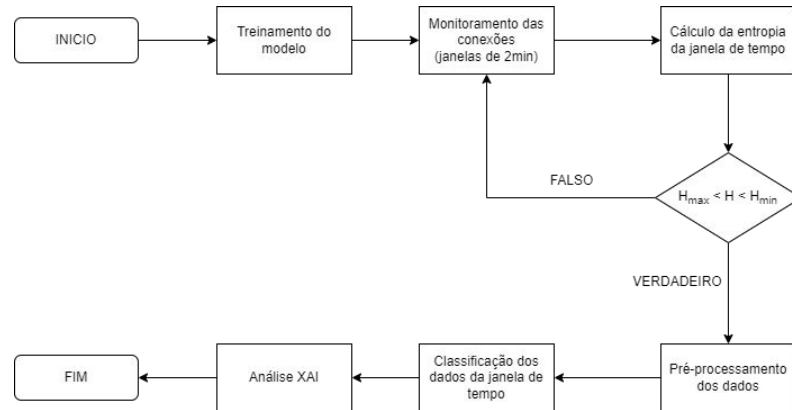 INICIO
Treinamento do
modelo
Monitoramento das
conexões
(janelas de 2min)
Cálculo da entropia
da janela de tempo
FALSO
Hmax < H < Hmin
VERDADEIRO
FIM
Análise XAI
Classificação dos
dados da janela de
tempo
Pré-processamento
dos dados